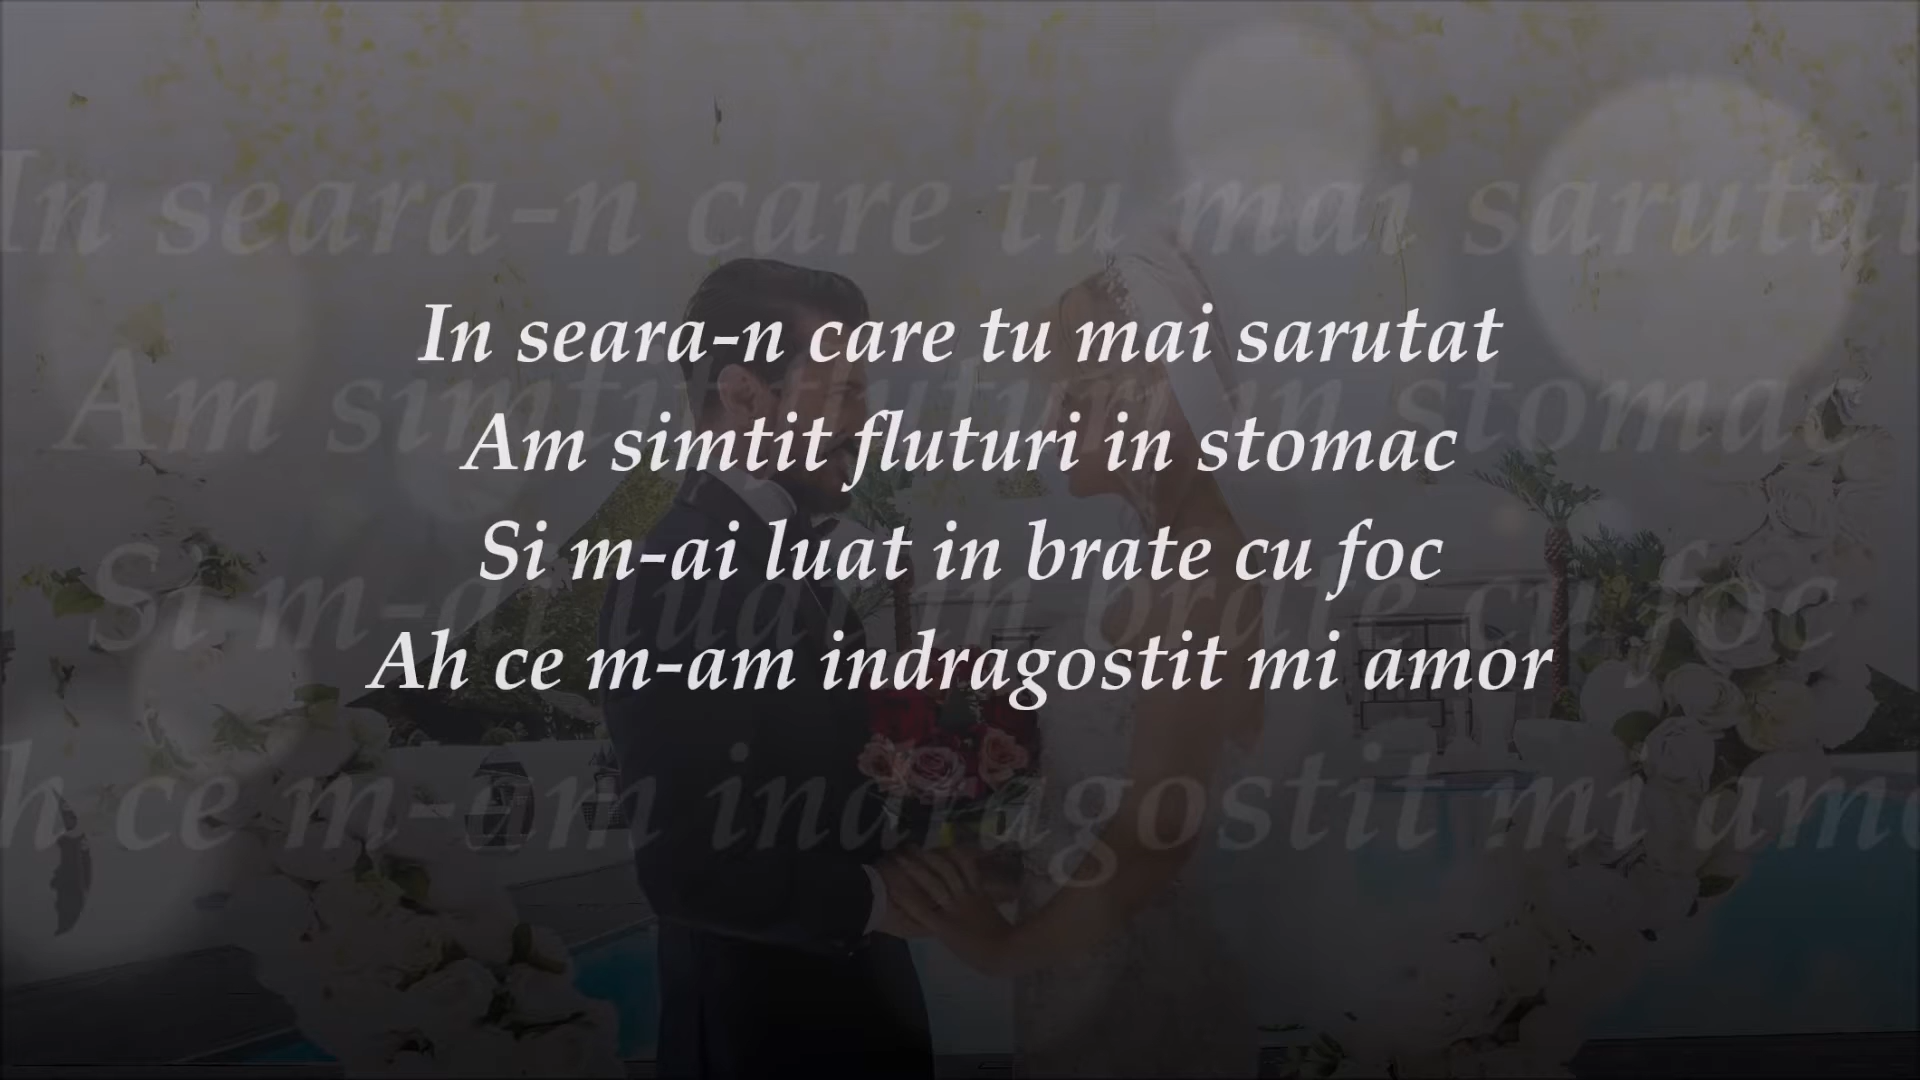 In seara-n care tu mai sarutat
Am simtit fluturi in stomac
Si m-ai luat in brate cu foc
Ah ce m-am indragostit mi amor